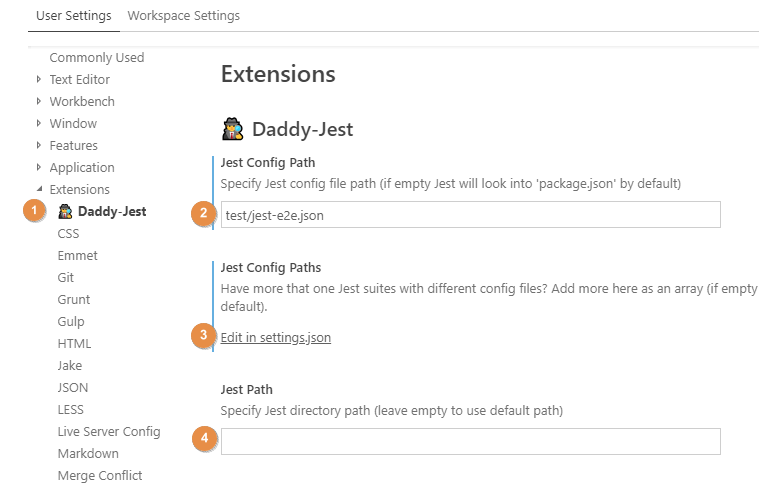 User Settings Workspace Settings
Commonly Used
Text Editor
Workbench
Window
Features
Application
Extensions
1 Daddy-Jest
CSS
Emmet
Git
Grunt
Gulp
HTML
Jake
JSON
LESS
Live Server Config
Markdown
Merge Conflict
Extensions
Daddy-Jest
Jest Config Path
Specify Jest config file path (if empty Jest will look into 'package.json' by default)
2 test/jest-e2e.json
Jest Config Paths
Have more that one Jest suites with different config files? Add more here as an array (if empty
default).
3 Edit in settings.json
Jest Path
Specify Jest directory path (leave empty to use default path)
4